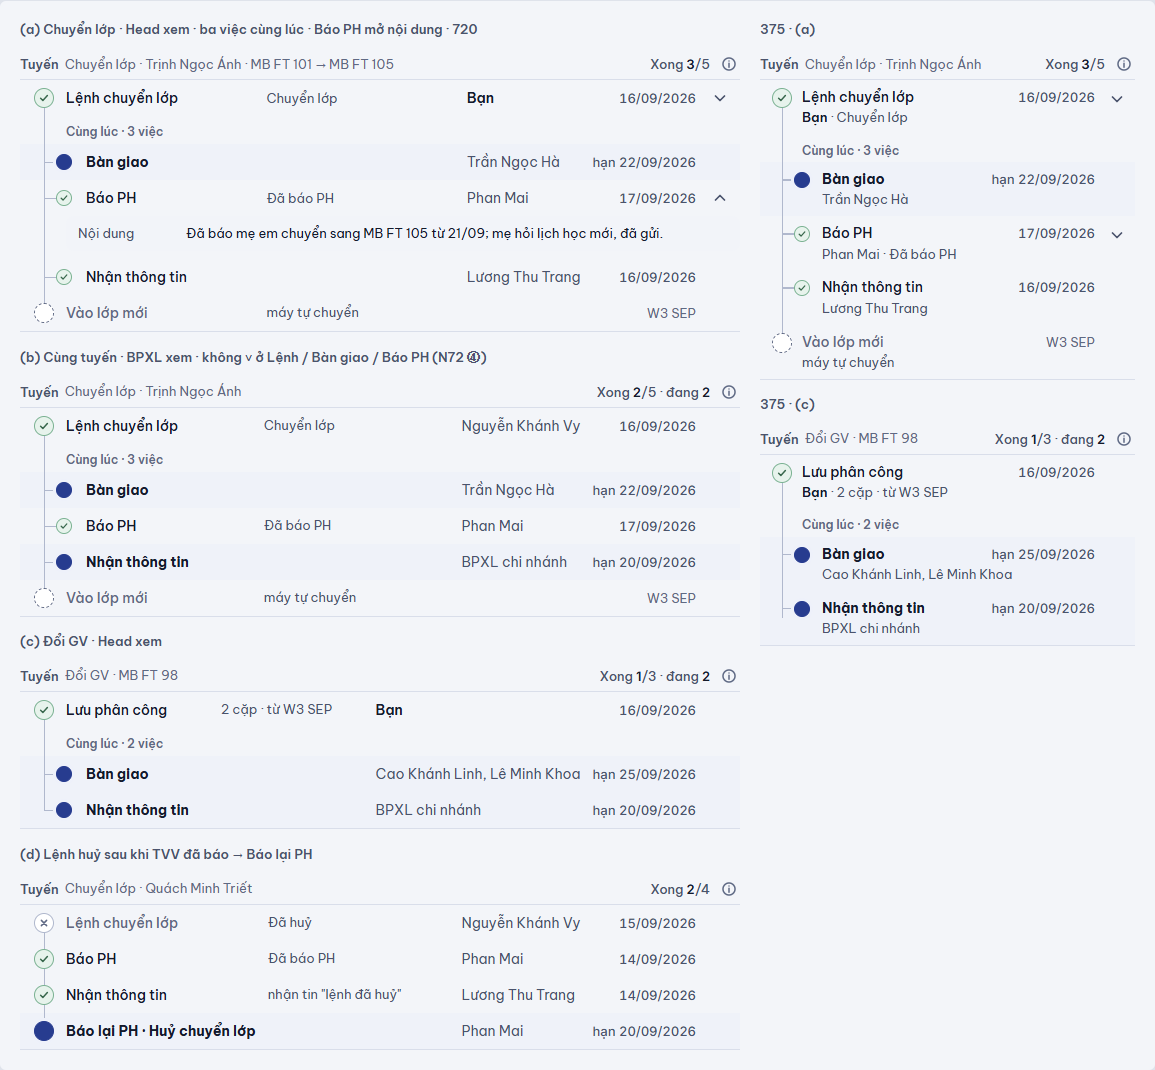 (a) Chuyển lớp · Head xem · ba việc cùng lúc · Báo PH mở nội dung · 720
Tuyến Chuyển lớp · Trịnh Ngọc Ánh · MB FT 101 → MB FT 105 Xong 3/5
Lệnh chuyển lớp Chuyển lớp Bạn 16/09/2026
Cùng lúc · 3 việc
Bàn giao Trần Ngọc Hà hạn 22/09/2026
Báo PH Đã báo PH Phan Mai 17/09/2026
Nội dung Đã báo mẹ em chuyển sang MB FT 105 từ 21/09; mẹ hỏi lịch học mới, đã gửi.
Nhận thông tin Lương Thu Trang 16/09/2026
Vào lớp mới máy tự chuyển W3 SEP
(b) Cùng tuyến · BPXL xem · không ˅ ở Lệnh / Bàn giao / Báo PH (N72 ④)
Tuyến Chuyển lớp · Trịnh Ngọc Ánh Xong 2/5 · đang 2
Lệnh chuyển lớp Chuyển lớp Nguyễn Khánh Vy 16/09/2026
Cùng lúc · 3 việc
Bàn giao Trần Ngọc Hà hạn 22/09/2026
Báo PH Đã báo PH Phan Mai 17/09/2026
Nhận thông tin BPXL chi nhánh hạn 20/09/2026
Vào lớp mới máy tự chuyển W3 SEP
(c) Đổi GV · Head xem
Tuyến Đổi GV · MB FT 98 Xong 1/3 · đang 2
Lưu phân công 2 cặp · từ W3 SEP Bạn 16/09/2026
Cùng lúc · 2 việc
Bàn giao Cao Khánh Linh, Lê Minh Khoa hạn 25/09/2026
Nhận thông tin BPXL chi nhánh hạn 20/09/2026
(d) Lệnh huỷ sau khi TVV đã báo → Báo lại PH
Tuyến Chuyển lớp · Quách Minh Triết Xong 2/4
Lệnh chuyển lớp Đã huỷ Nguyễn Khánh Vy 15/09/2026
Báo PH Đã báo PH Phan Mai 14/09/2026
Nhận thông tin nhận tin "lệnh đã huỷ" Lương Thu Trang 14/09/2026
Báo lại PH · Huỷ chuyển lớp Phan Mai hạn 20/09/2026
375 · (a)
Tuyến Chuyển lớp · Trịnh Ngọc Ánh Xong 3/5
Lệnh chuyển lớp 16/09/2026
Bạn · Chuyển lớp
Cùng lúc · 3 việc
Bàn giao hạn 22/09/2026
Trần Ngọc Hà
Báo PH 17/09/2026
Phan Mai · Đã báo PH
Nhận thông tin 16/09/2026
Lương Thu Trang
Vào lớp mới W3 SEP
máy tự chuyển
375 · (c)
Tuyến Đổi GV · MB FT 98 Xong 1/3 · đang 2
Lưu phân công 16/09/2026
Bạn · 2 cặp · từ W3 SEP
Cùng lúc · 2 việc
Bàn giao hạn 25/09/2026
Cao Khánh Linh, Lê Minh Khoa
Nhận thông tin hạn 20/09/2026
BPXL chi nhánh